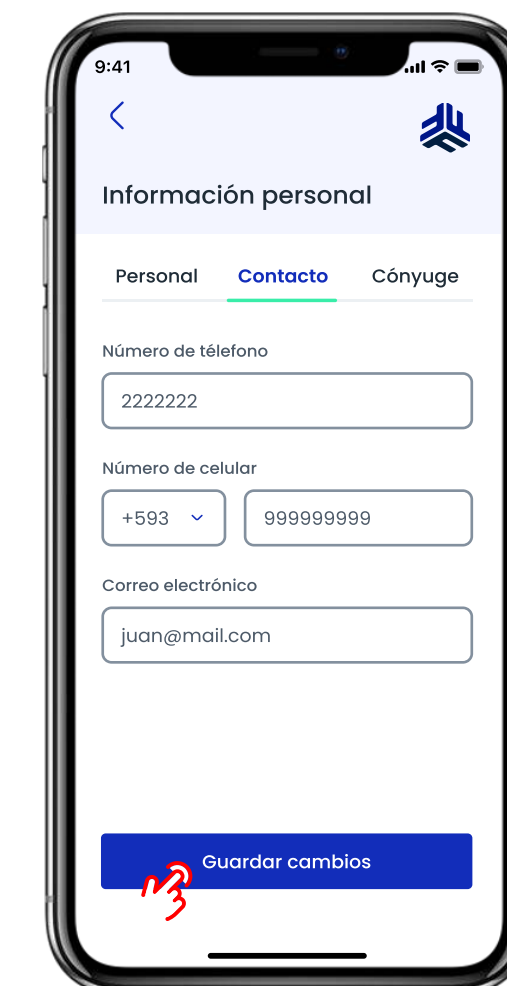 9:41
Información personal
Personal Contacto Cónyuge
Número de télefono
2222222
Número de celular
+593 999999999
Correo electrónico
juan@mail.com
Guardar cambios